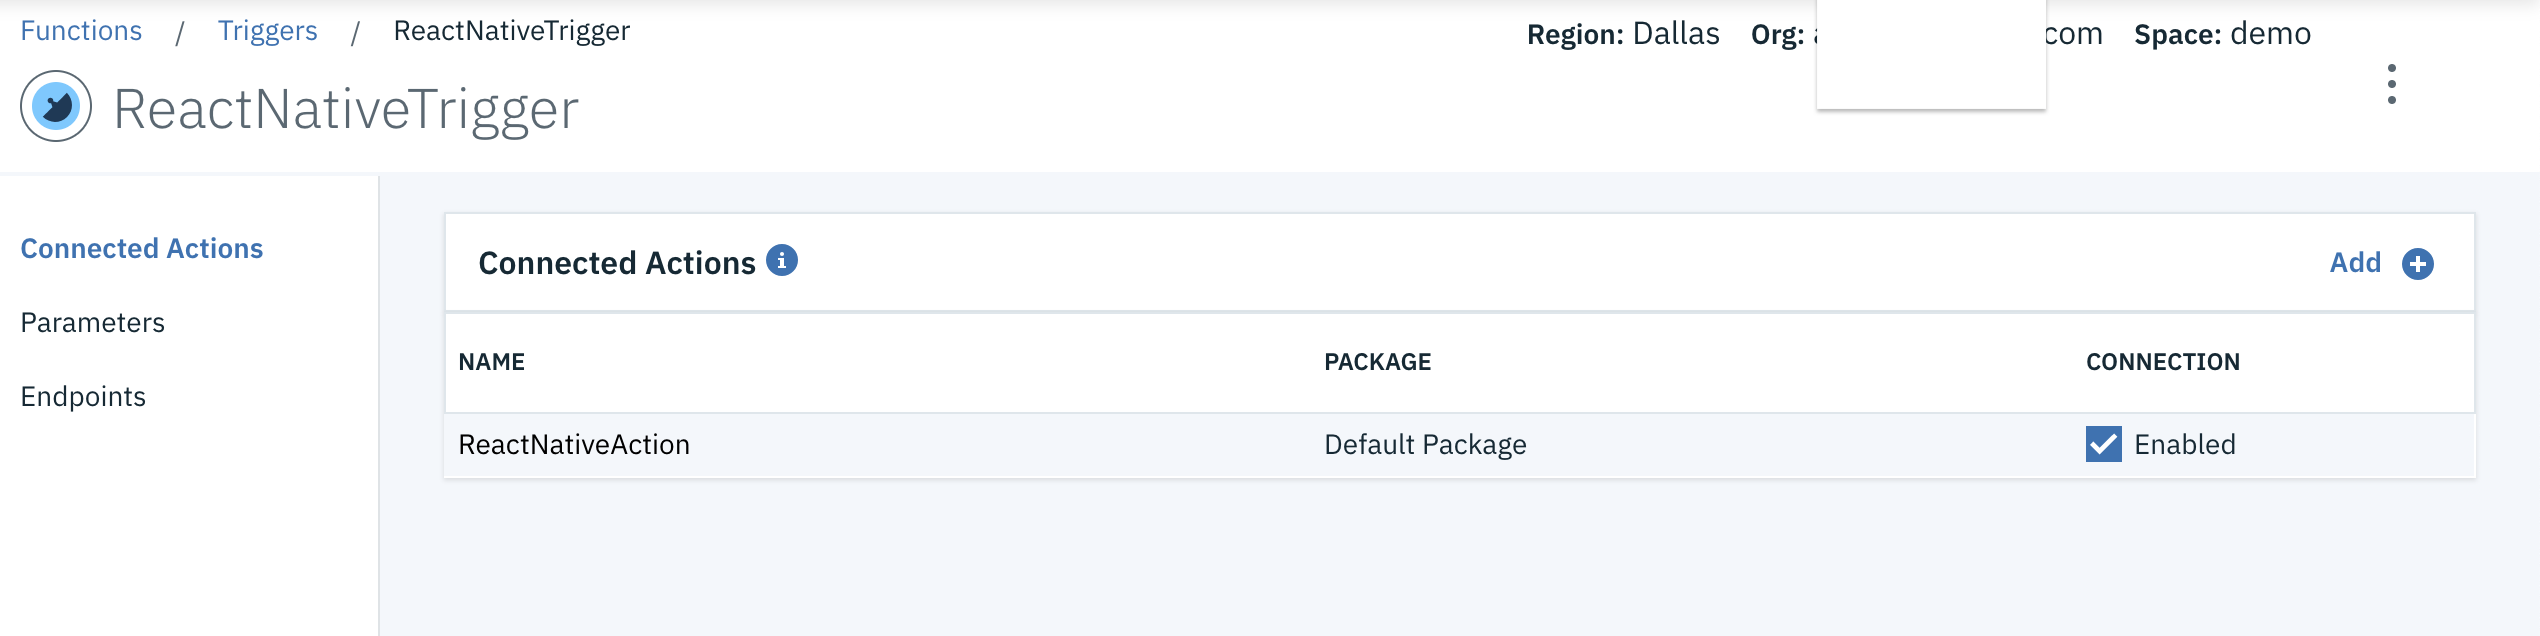 Functions / Triggers / ReactNativeTrigger
Region: Dallas Org: com Space: demo
ReactNativeTrigger
Connected Actions
Parameters
Endpoints
Connected Actions
Add
NAME PACKAGE CONNECTION
ReactNativeAction Default Package Enabled